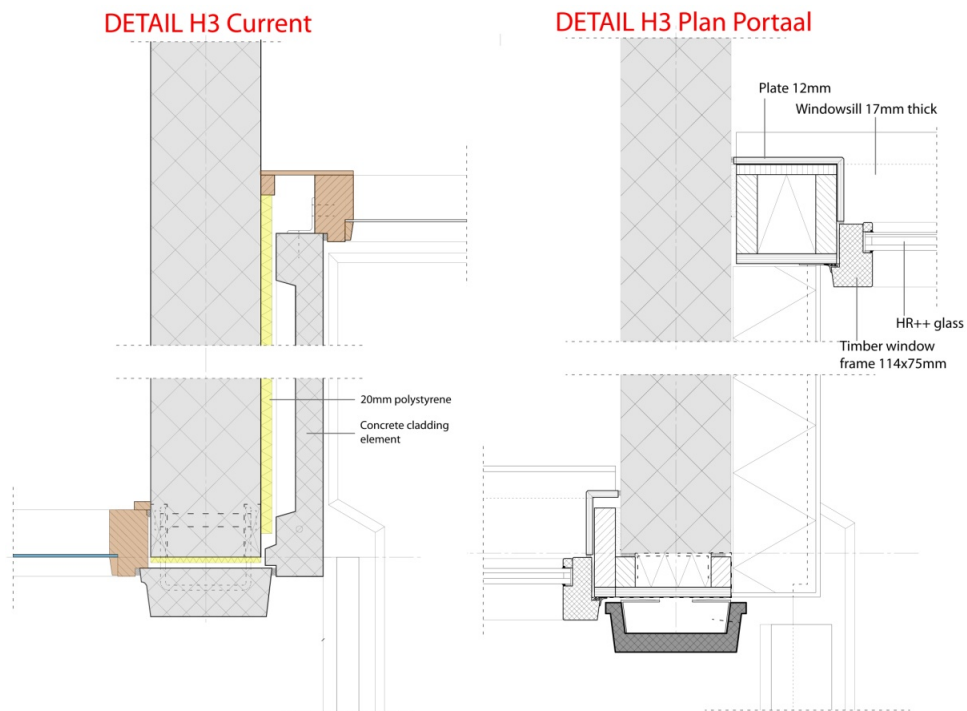 DETAIL H3 Current
DETAIL H3 Plan Portaal
Plate 12mm
Windowsill 17mm thick
HR++ glass
Timber window
frame 114x75mm
20mm polystyrene
Concrete cladding
element